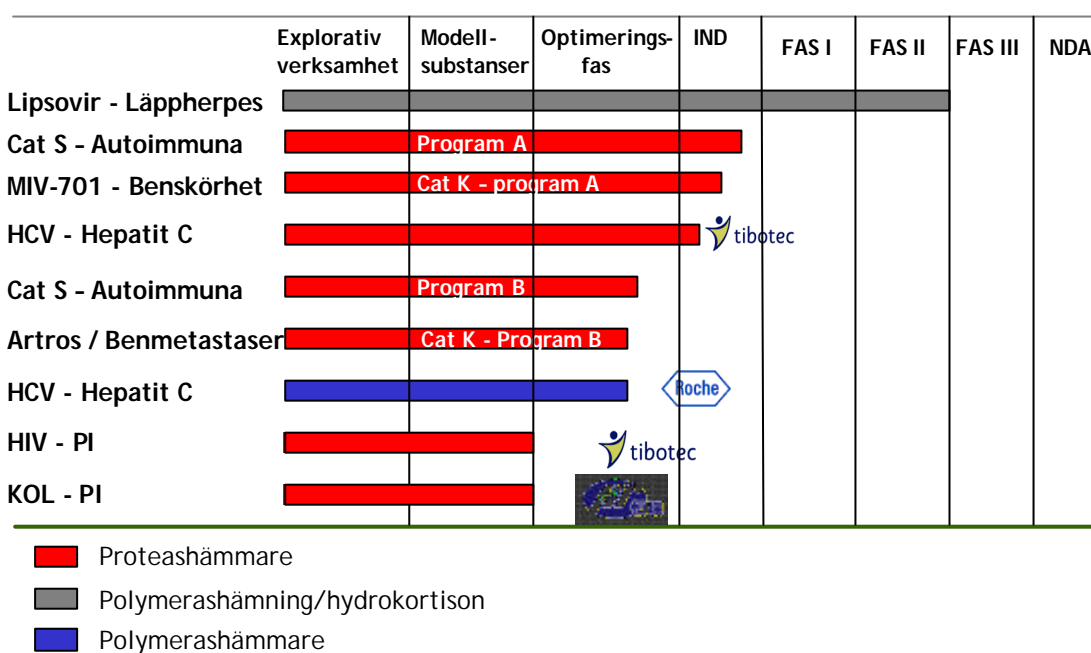 Explorativ verksamhet
Modell- substanser
Optimerings- fas
IND
FAS I
FAS II
FAS III
NDA
Lipsovir - Läppherpes
Cat S - Autoimmuna
Program A
MIV-701 - Benskörhet
Cat K - program A
HCV - Hepatit C
tibotec
Cat S - Autoimmuna
Program B
Artros / Benmetastaser
Cat K - Program B
HCV - Hepatit C
Roche
HIV - PI
tibotec
KOL - PI
Proteashämmare
Polymerashämning/hydrokortison
Polymerashämmare